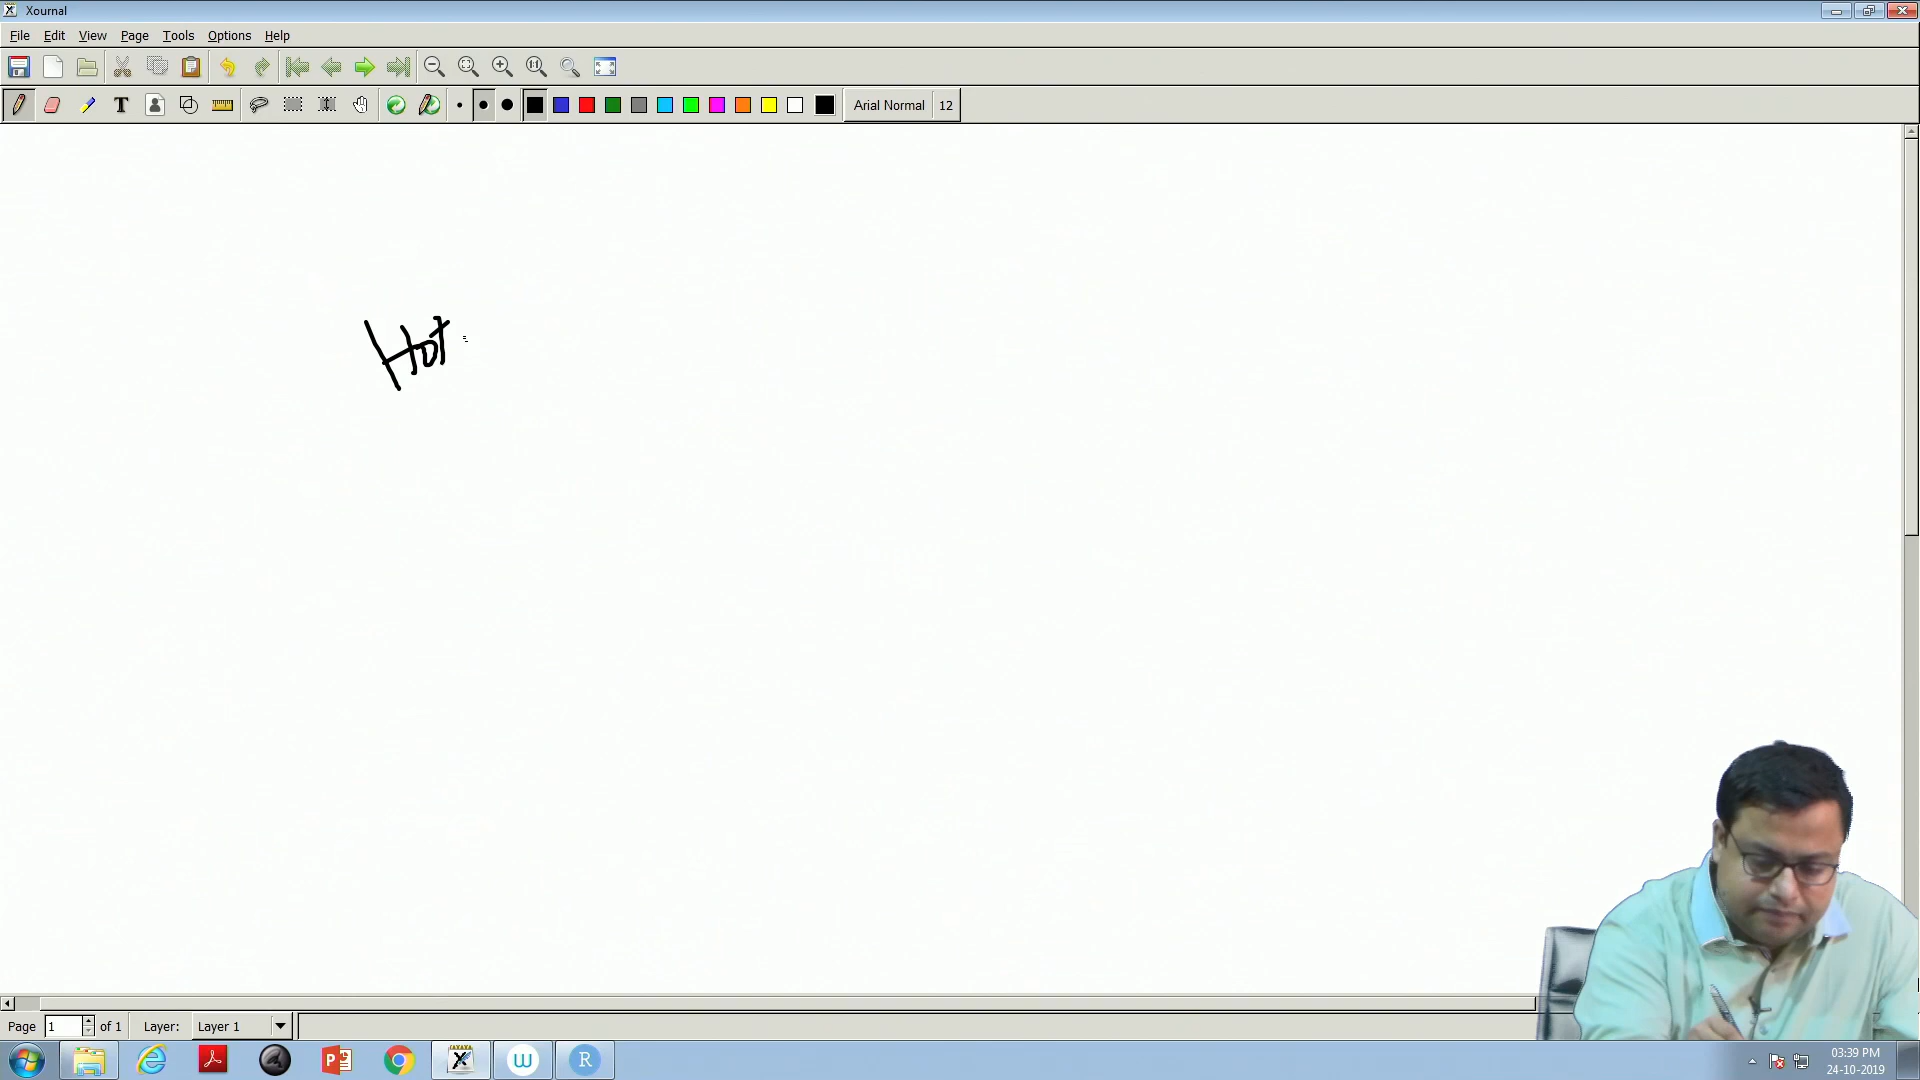 Xournal
File Edit View Page Tools Options Help
T Arial Normal 12
Hot
Page 1 of 1 Layer: Layer 1
P W R
03:39 PM
24-10-2019